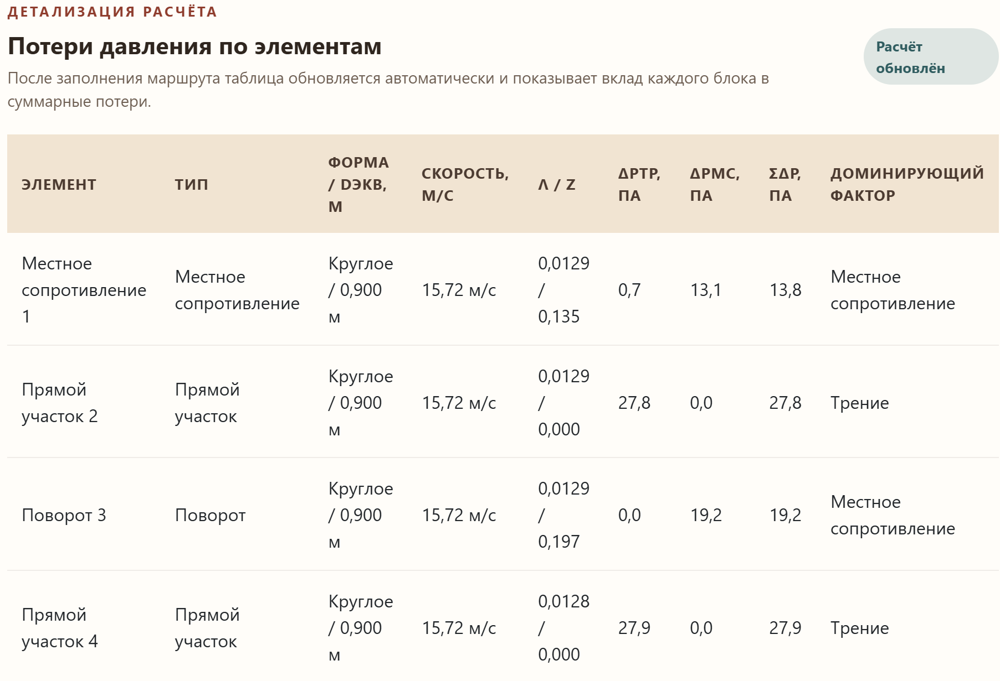 ДЕТАЛИЗАЦИЯ РАСЧЁТА
Потери давления по элементам
После заполнения маршрута таблица обновляется автоматически и показывает вклад каждого блока в
суммарные потери.
Расчёт
обновлён
ЭЛЕМЕНТ
ТИП
ФОРМА
/ DЭКВ,
М
СКОРОСТЬ,
М/С
Λ / Ζ
ΔPТР,
ПА
ΔPМС,
ПА
ΣΔP,
ПА
ДОМИНИРУЮЩИЙ
ФАКТОР
Местное
сопротивление
1
Местное
сопротивление
Круглое
/ 0,900
м
15,72 м/с
0,0129
/
0,135
0,7
13,1
13,8
Местное
сопротивление
Прямой
участок 2
Прямой
участок
Круглое
/ 0,900
м
15,72 м/с
0,0129
/
0,000
27,8
0,0
27,8
Трение
Поворот 3
Поворот
Круглое
/ 0,900
м
15,72 м/с
0,0129
/
0,197
0,0
19,2
19,2
Местное
сопротивление
Прямой
участок 4
Прямой
участок
Круглое
/ 0,900
м
15,72 м/с
0,0128
/
0,000
27,9
0,0
27,9
Трение